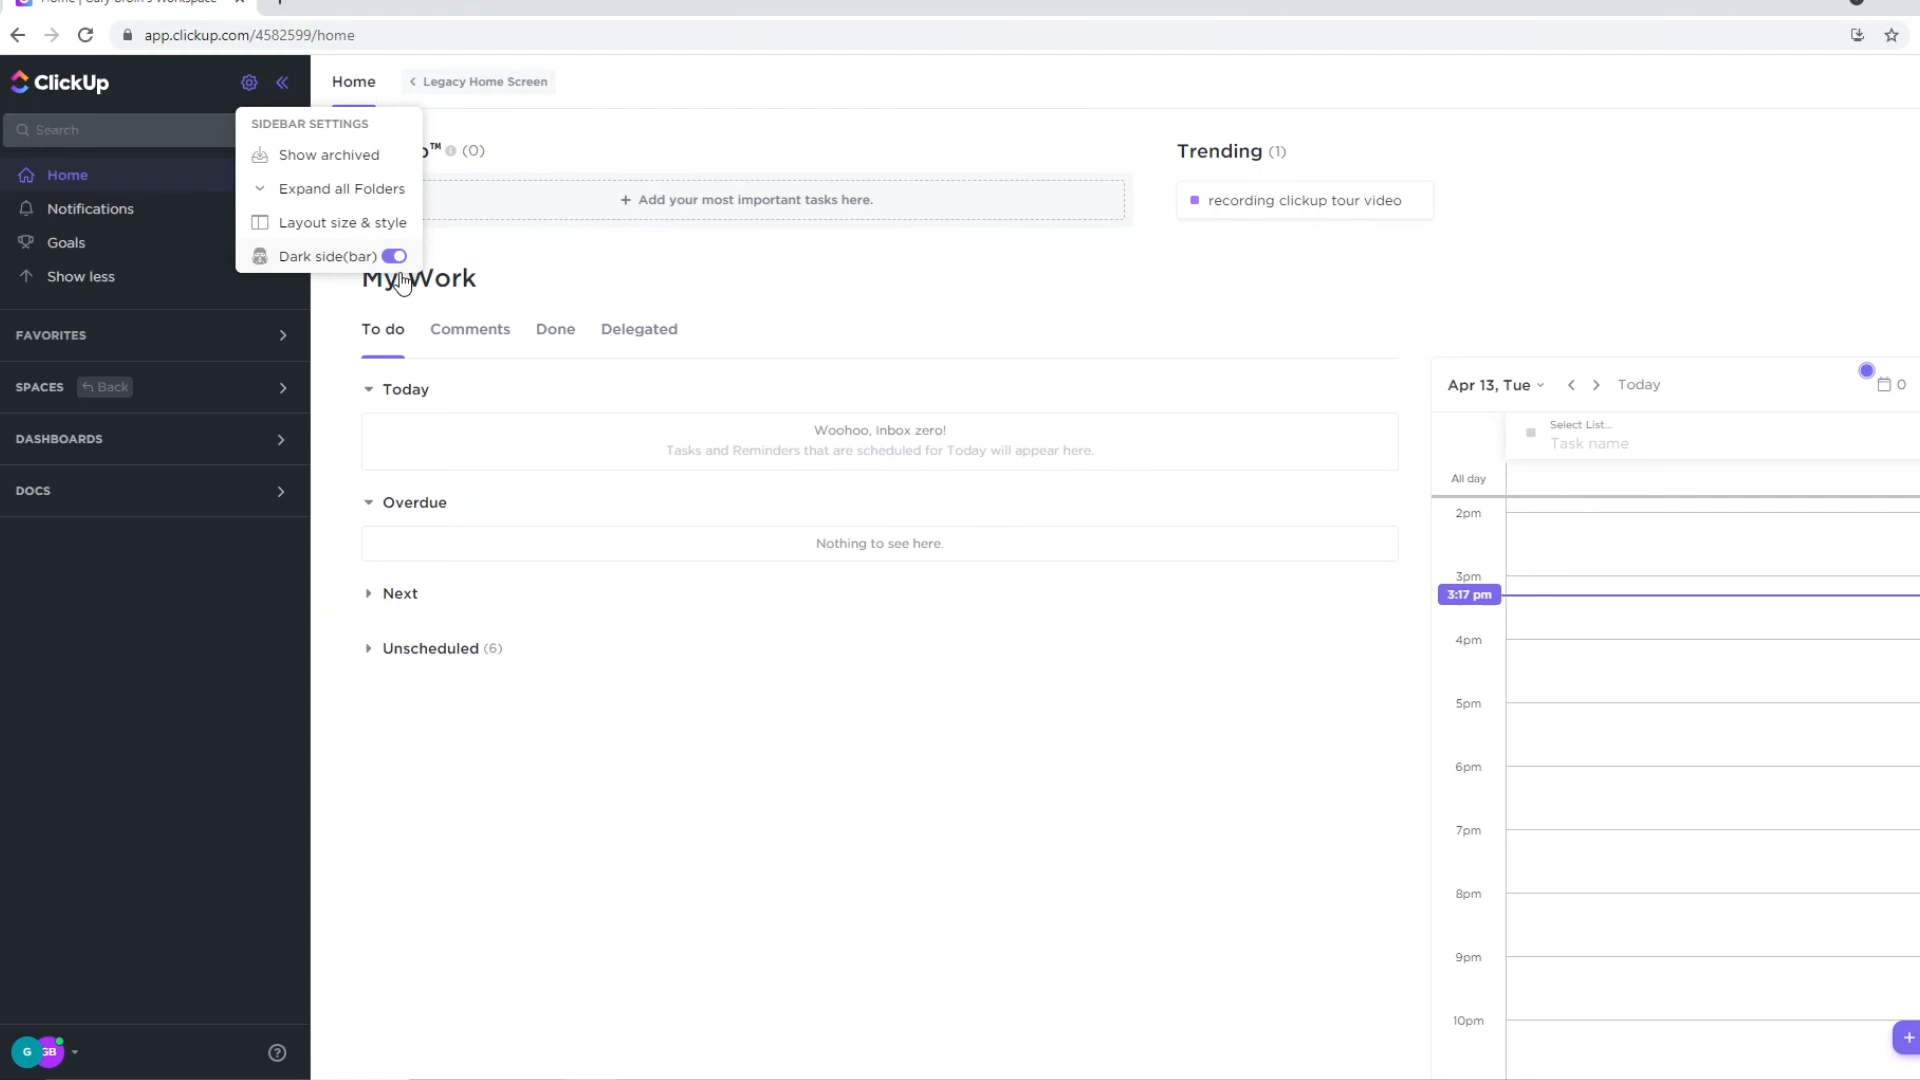 app.clickup.com/4582599/home
ClickUp
Search
Home
Notifications
Goals
Show less
FAVORITES
SPACES Back
DASHBOARDS
DOCS
G GB
SIDEBAR SETTINGS
Show archived
Expand all Folders
Layout size & style
Dark side(bar)
Home
Legacy Home Screen
™ (0)
+ Add your most important tasks here.
Trending (1)
recording clickup tour video
My Work
To do Comments Done Delegated
Today
Woohoo, Inbox zero!
Tasks and Reminders that are scheduled for Today will appear here.
Overdue
Nothing to see here.
Next
Unscheduled (6)
Apr 13, Tue Today 0
Select List...
Task name
All day
2pm
3pm
3:17 pm
4pm
5pm
6pm
7pm
8pm
9pm
10pm